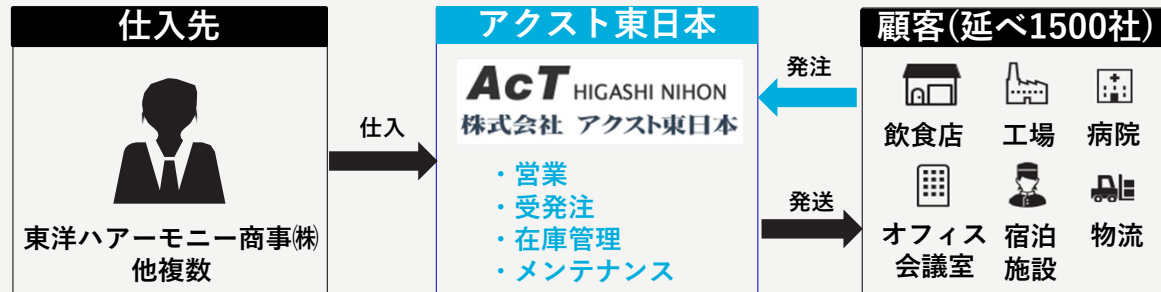 仕入先
東洋ハアーモニー商事㈱
他複数
仕入
アクスト東日本
AcT HIGASHI NIHON
株式会社 アクスト東日本
・営業
・受発注
・在庫管理
・メンテナンス
発注
発送
顧客(延べ1500社)
飲食店 工場 病院
オフィス 宿泊 物流
会議室 施設